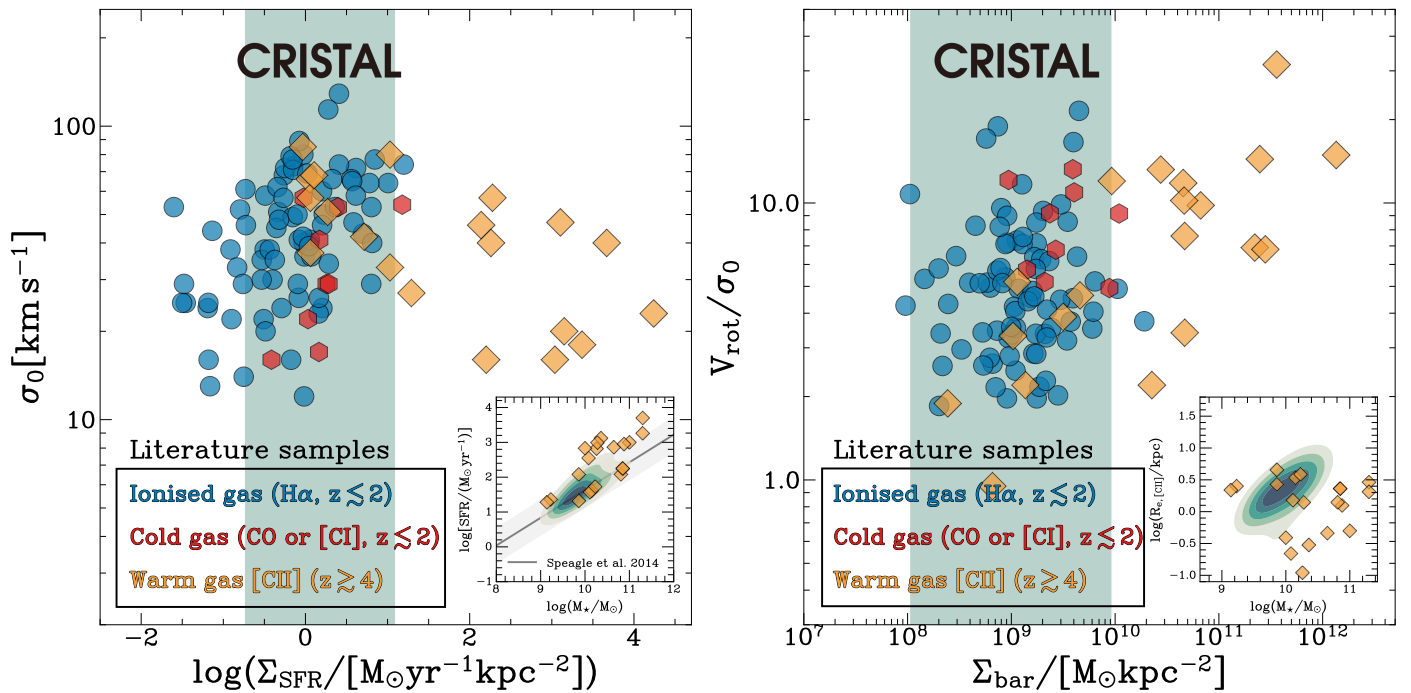 CRISTAL
100
10
σ₀[km s⁻¹]
Literature samples
Ionised gas (Hα, z ≲ 2)
Cold gas (CO or [CI], z ≲ 2)
Warm gas [CII] (z ≳ 4)
4
3
2
1
0
−1
log[SFR/(M⊙yr⁻¹)]
Speagle et al. 2014
8 9 10 11 12
log(M⋆/M⊙)
−2 0 2 4
log(Σ_SFR/[M⊙yr⁻¹kpc⁻²])
CRISTAL
10.0
1.0
V_rot/σ₀
Literature samples
Ionised gas (Hα, z ≲ 2)
Cold gas (CO or [CI], z ≲ 2)
Warm gas [CII] (z ≳ 4)
1.5
1.0
0.5
0.0
−0.5
−1.0
log(R_e,[CII]/kpc)
9 10 11
log(M⋆/M⊙)
10⁷ 10⁸ 10⁹ 10¹⁰ 10¹¹ 10¹²
Σ_bar/[M⊙kpc⁻²]